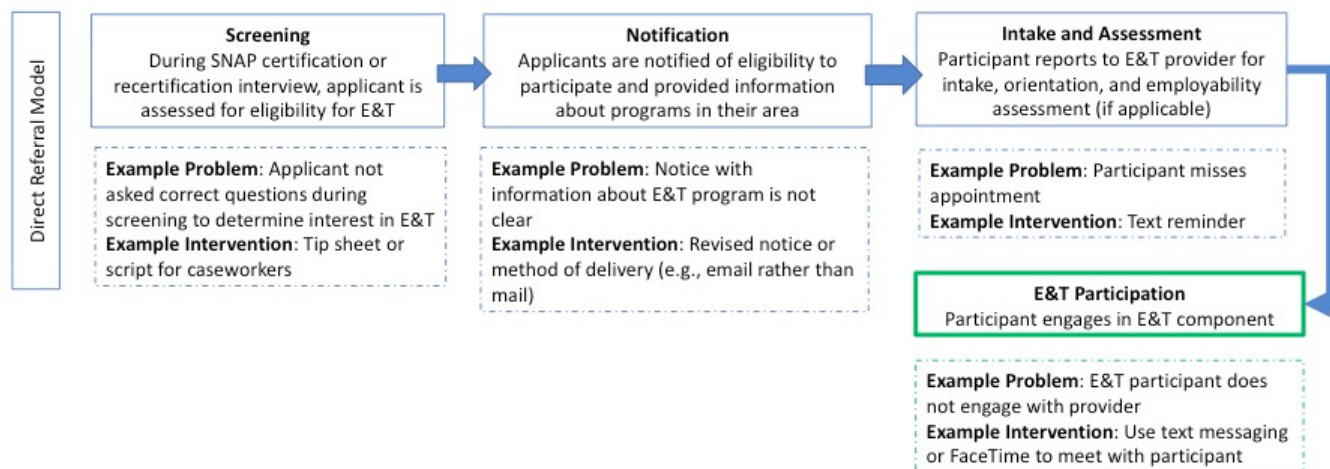 Direct Referral Model
Screening
During SNAP certification or
recertification interview, applicant is
assessed for eligibility for E&T
Example Problem: Applicant not
asked correct questions during
screening to determine interest in E&T
Example Intervention: Tip sheet or
script for caseworkers
Notification
Applicants are notified of eligibility to
participate and provided information
about programs in their area
Example Problem: Notice with
information about E&T program is not
clear
Example Intervention: Revised notice or
method of delivery (e.g., email rather than
mail)
Intake and Assessment
Participant reports to E&T provider for
intake, orientation, and employability
assessment (if applicable)
Example Problem: Participant misses
appointment
Example Intervention: Text reminder
E&T Participation
Participant engages in E&T component
Example Problem: E&T participant does
not engage with provider
Example Intervention: Use text messaging
or FaceTime to meet with participant